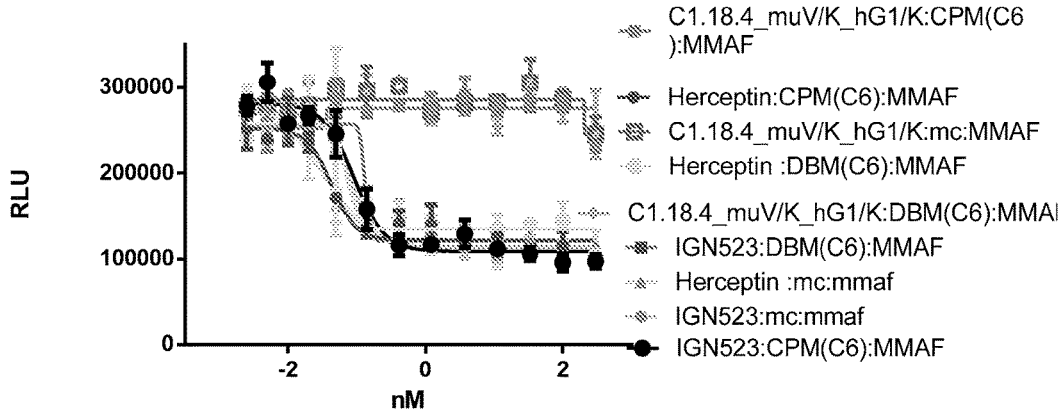 C1.18.4_muV/K_hG1/K:CPM(C6
):MMAF
Herceptin:CPM(C6):MMAF
C1.18.4_muV/K_hG1/K:mc:MMAF
Herceptin :DBM(C6):MMAF
C1.18.4_muV/K_hG1/K:DBM(C6):MMAI
IGN523:DBM(C6):MMAF
Herceptin :mc:mmaf
IGN523:mc:mmaf
IGN523:CPM(C6):MMAF
RLU
300000
200000
100000
0
-2 0 2
nM